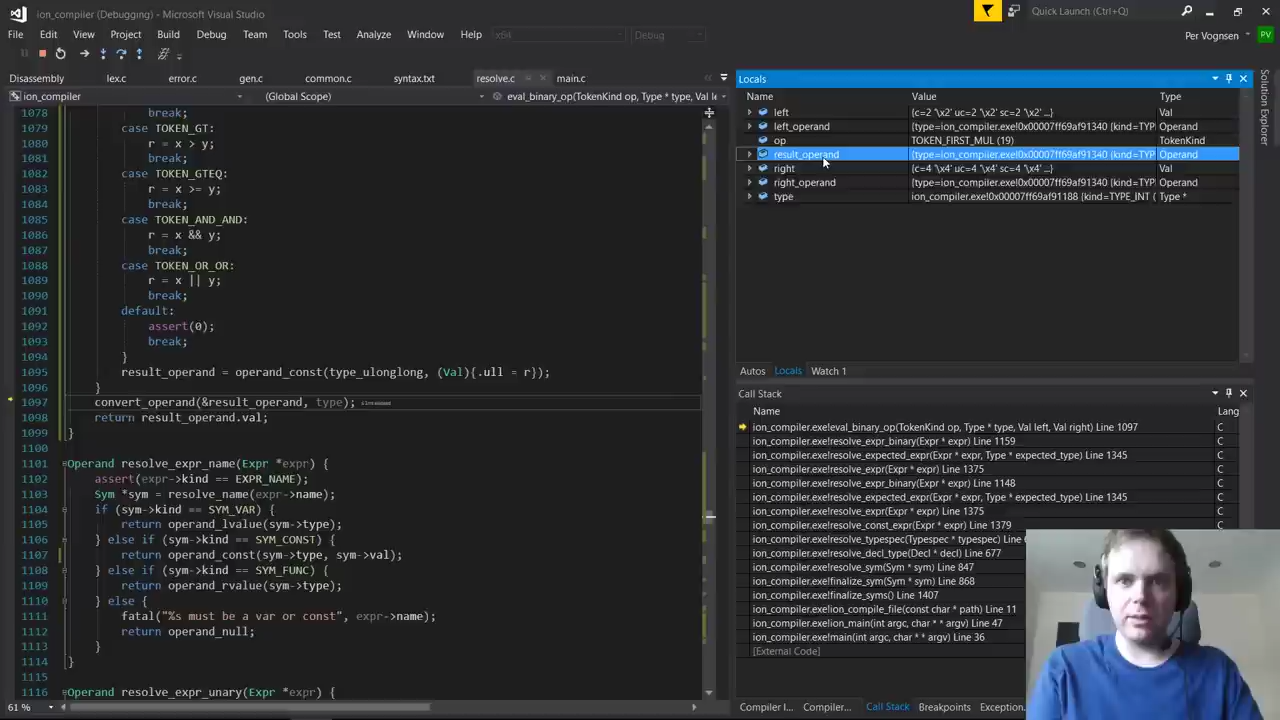 ion_compiler (Debugging) - Microsoft Visual Studio
Quick Launch (Ctrl+Q)
File Edit View Project Build Debug Team Tools Test Analyze Window Help x64 Debug
Per Vognsen PV
Disassembly lex.c error.c gen.c common.c syntax.txt resolve.c main.c
ion_compiler (Global Scope) eval_binary_op(TokenKind op, Type * type, Val l
1078 break;
1079 case TOKEN_GT:
1080 r = x > y;
1081 break;
1082 case TOKEN_GTEQ:
1083 r = x >= y;
1084 break;
1085 case TOKEN_AND_AND:
1086 r = x && y;
1087 break;
1088 case TOKEN_OR_OR:
1089 r = x || y;
1090 break;
1091 default:
1092 assert(0);
1093 break;
1094 }
1095 result_operand = operand_const(type_ulonglong, (Val){.ull = r});
1096 }
1097 convert_operand(&result_operand, type);
1098 return result_operand.val;
1099 }
1100
1101 Operand resolve_expr_name(Expr *expr) {
1102 assert(expr->kind == EXPR_NAME);
1103 Sym *sym = resolve_name(expr->name);
1104 if (sym->kind == SYM_VAR) {
1105 return operand_lvalue(sym->type);
1106 } else if (sym->kind == SYM_CONST) {
1107 return operand_const(sym->type, sym->val);
1108 } else if (sym->kind == SYM_FUNC) {
1109 return operand_rvalue(sym->type);
1110 } else {
1111 fatal("%s must be a var or const", expr->name);
1112 return operand_null;
1113 }
1114 }
1115
1116 Operand resolve_expr_unary(Expr *expr) {
61 %
Locals
Name Value Type
left {c=2 '\x2' uc=2 '\x2' sc=2 '\x2' ...} Val
left_operand {type=ion_compiler.exe!0x00007ff69af91340 {kind=TYP Operand
op TOKEN_FIRST_MUL (19) TokenKind
result_operand {type=ion_compiler.exe!0x00007ff69af91340 {kind=TYP Operand
right {c=4 '\x4' uc=4 '\x4' sc=4 '\x4' ...} Val
right_operand {type=ion_compiler.exe!0x00007ff69af91340 {kind=TYP Operand
type ion_compiler.exe!0x00007ff69af91188 {kind=TYPE_INT ( Type *
Autos Locals Watch 1
Call Stack
Name Lang
ion_compiler.exe!eval_binary_op(TokenKind op, Type * type, Val left, Val right) Line 1097 C
ion_compiler.exe!resolve_expr_binary(Expr * expr) Line 1159 C
ion_compiler.exe!resolve_expected_expr(Expr * expr, Type * expected_type) Line 1345 C
ion_compiler.exe!resolve_expr(Expr * expr) Line 1375 C
ion_compiler.exe!resolve_expr_binary(Expr * expr) Line 1148 C
ion_compiler.exe!resolve_expected_expr(Expr * expr, Type * expected_type) Line 1345 C
ion_compiler.exe!resolve_expr(Expr * expr) Line 1375 C
ion_compiler.exe!resolve_const_expr(Expr * expr) Line 1379 C
ion_compiler.exe!resolve_typespec(Typespec * typespec) Line
ion_compiler.exe!resolve_decl_type(Decl * decl) Line 677
ion_compiler.exe!resolve_sym(Sym * sym) Line 847
ion_compiler.exe!finalize_sym(Sym * sym) Line 868
ion_compiler.exe!finalize_syms() Line 1407
ion_compiler.exe!ion_compile_file(const char * path) Line 11
ion_compiler.exe!ion_main(int argc, char * * argv) Line 47
ion_compiler.exe!main(int argc, char * * argv) Line 36
[External Code]
Compiler I... Compiler... Call Stack Breakpoints Exception...
Solution Explorer